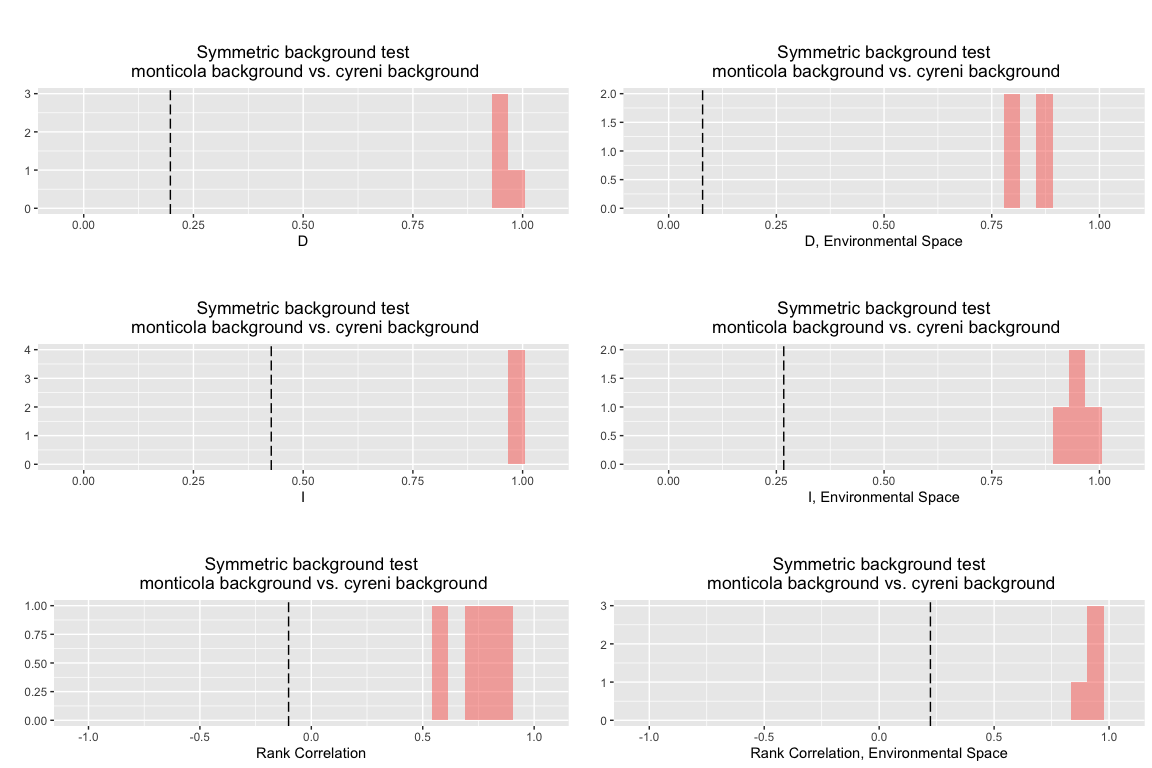 Symmetric background test
monticola background vs. cyreni background
3
2
1
0
0.00 0.25 0.50 0.75 1.00
D
Symmetric background test
monticola background vs. cyreni background
2.0
1.5
1.0
0.5
0.0
0.00 0.25 0.50 0.75 1.00
D, Environmental Space
Symmetric background test
monticola background vs. cyreni background
4
3
2
1
0
0.00 0.25 0.50 0.75 1.00
I
Symmetric background test
monticola background vs. cyreni background
2.0
1.5
1.0
0.5
0.0
0.00 0.25 0.50 0.75 1.00
I, Environmental Space
Symmetric background test
monticola background vs. cyreni background
1.00
0.75
0.50
0.25
0.00
-1.0 -0.5 0.0 0.5 1.0
Rank Correlation
Symmetric background test
monticola background vs. cyreni background
3
2
1
0
-1.0 -0.5 0.0 0.5 1.0
Rank Correlation, Environmental Space